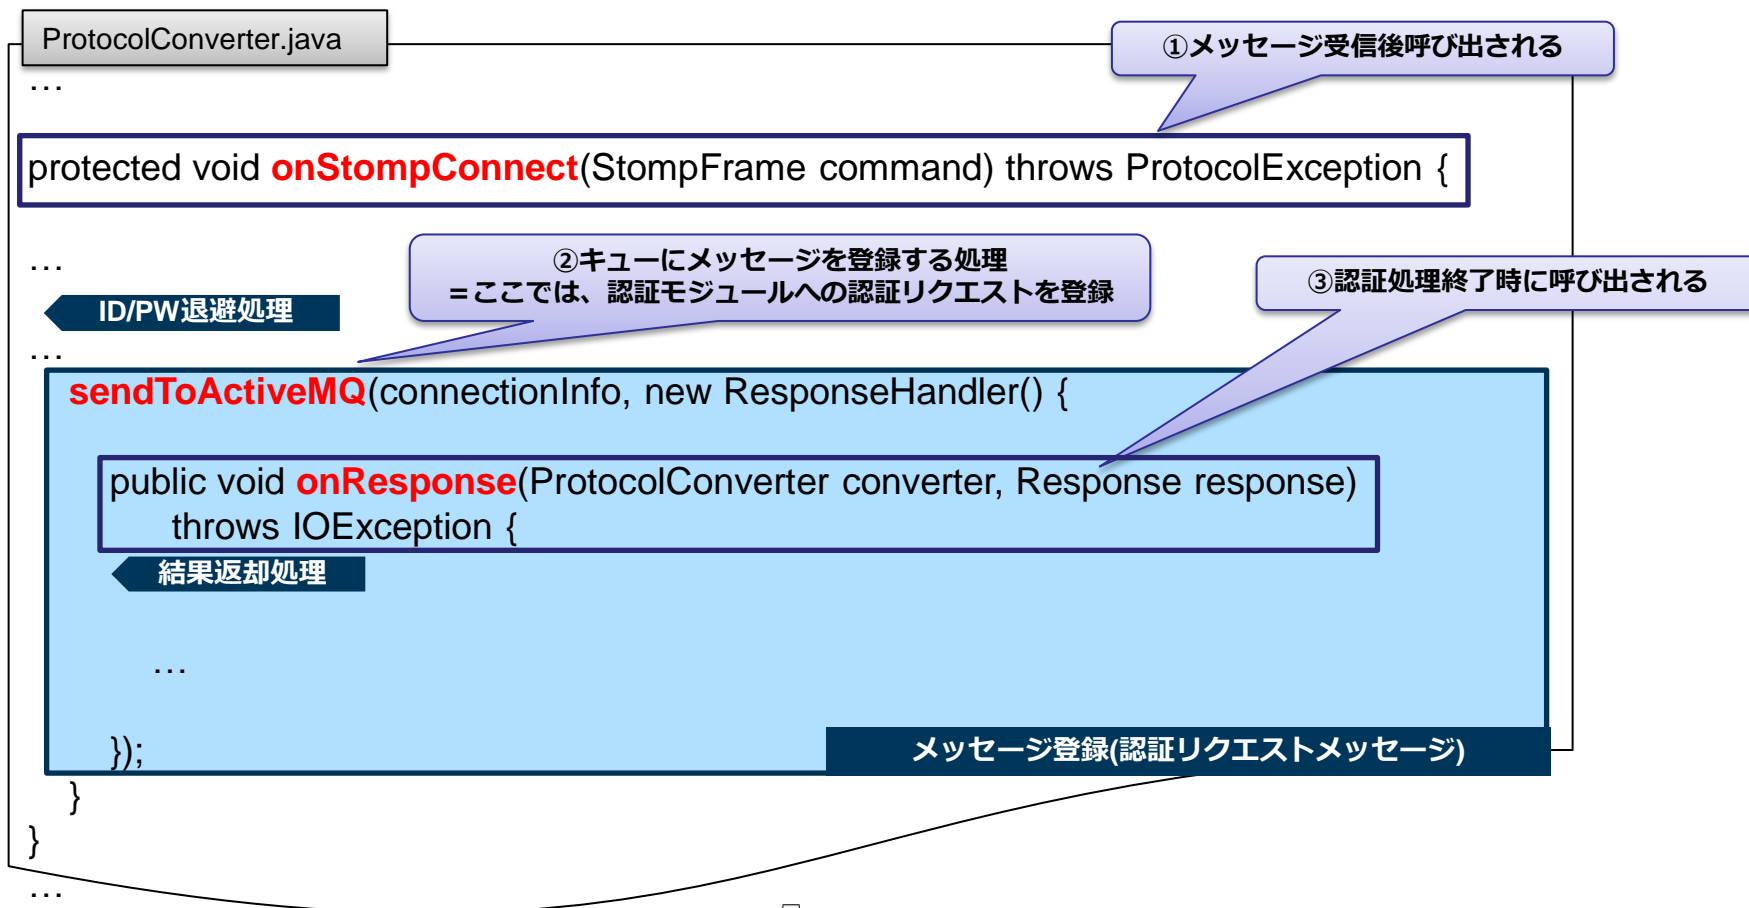 ProtocolConverter.java
①メッセージ受信後呼び出される
…
protected void onStompConnect(StompFrame command) throws ProtocolException {
…
②キューにメッセージを登録する処理
＝ここでは、認証モジュールへの認証リクエストを登録
③認証処理終了時に呼び出される
ID/PW退避処理
…
sendToActiveMQ(connectionInfo, new ResponseHandler() {
public void onResponse(ProtocolConverter converter, Response response)
throws IOException {
結果返却処理
…
});
メッセージ登録(認証リクエストメッセージ)
}
}
…